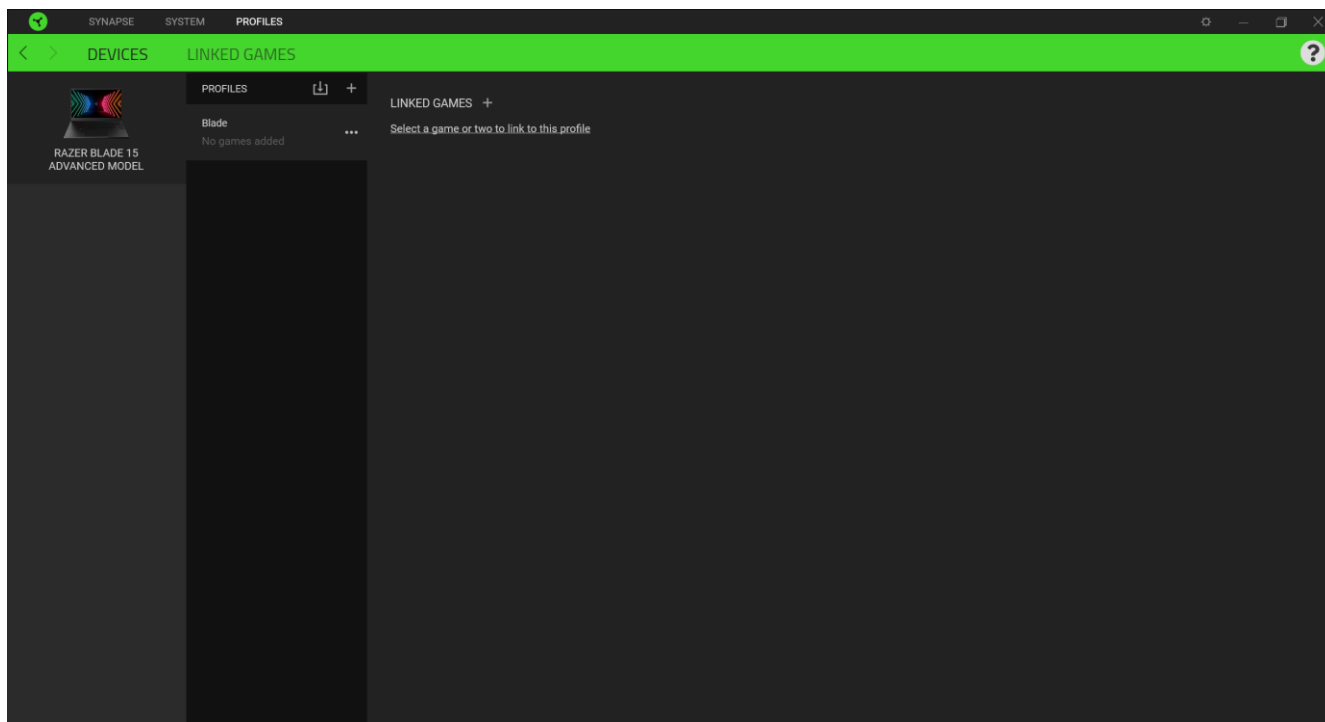 SYNAPSE SYSTEM PROFILES
DEVICES LINKED GAMES
?
RAZER BLADE 15
ADVANCED MODEL
PROFILES
Blade
No games added
LINKED GAMES
Select a game or two to link to this profile